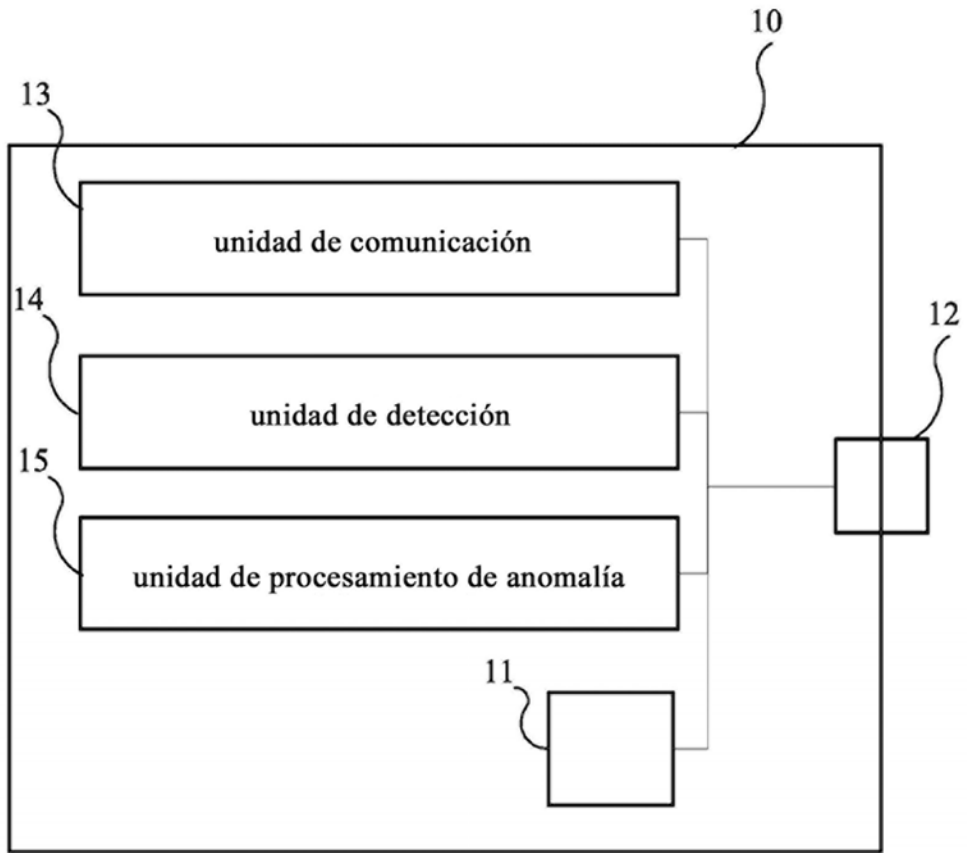 10
13
unidad de comunicación
14
12
unidad de detección
15
unidad de procesamiento de anomalía
11